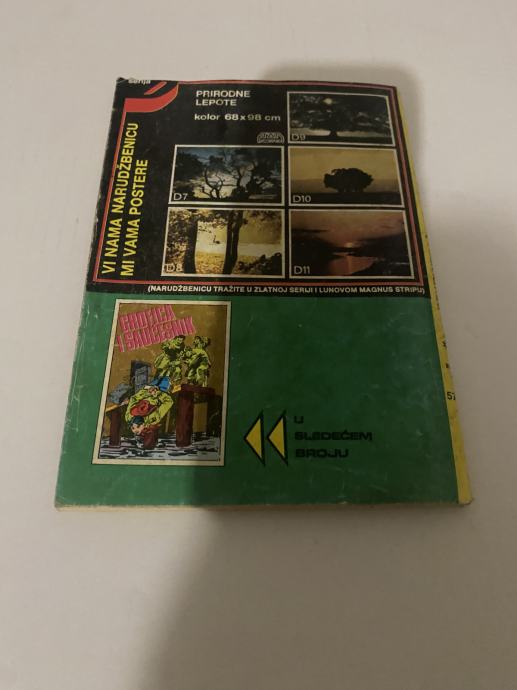 serija
PRIRODNE
LEPOTE
kolor 68 x 98 cm
VI NAMA NARUDŽBENICU
MI VAMA POSTERE
D9
D7
D10
D8
D11
(NARUDŽBENICU TRAŽITE U ZLATNOJ SERIJI I LUNOVOM MAGNUS STRIPU)
I SAUČESNIK
U
SLEDEĆEM
BROJU